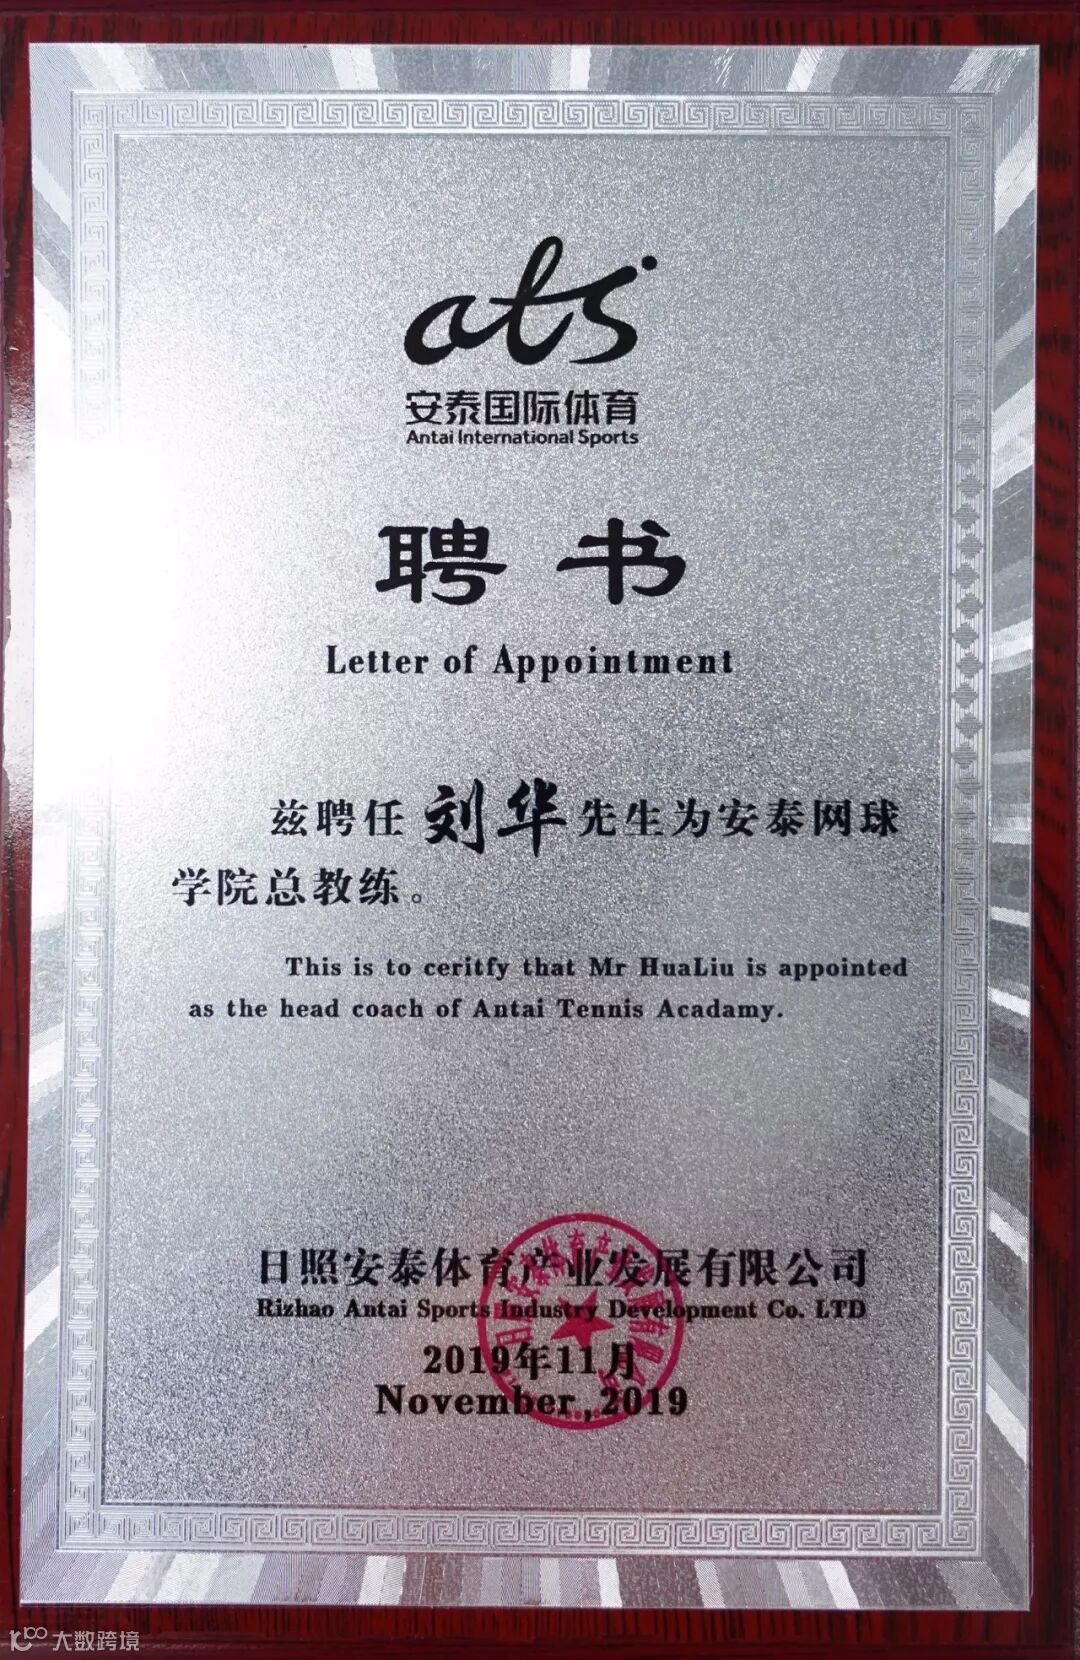 ats
安泰国际体育
Antai International Sports
聘书
Letter of Appointment
兹聘任 刘华 先生为安泰网球
学院总教练。
This is to ceritfy that Mr HuaLiu is appointed
as the head coach of Antai Tennis Acadamy.
日照安泰体育产业发展有限公司
Rizhao Antai Sports Industry Development Co. LTD
2019年11月
November,2019
大数跨境